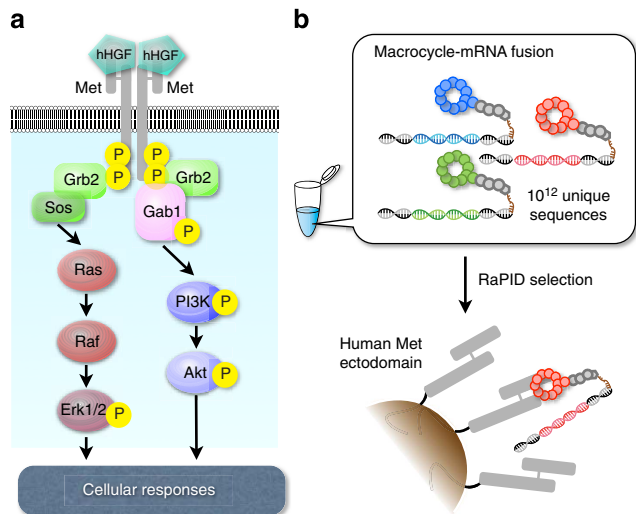 a
hHGF
hHGF
Met
Met
P
P
P
P
Grb2
Grb2
Sos
Gab1
P
Ras
PI3K
P
Raf
Akt
P
Erk1/2
P
Cellular responses
b
Macrocycle-mRNA fusion
10¹² unique
sequences
RaPID selection
Human Met
ectodomain